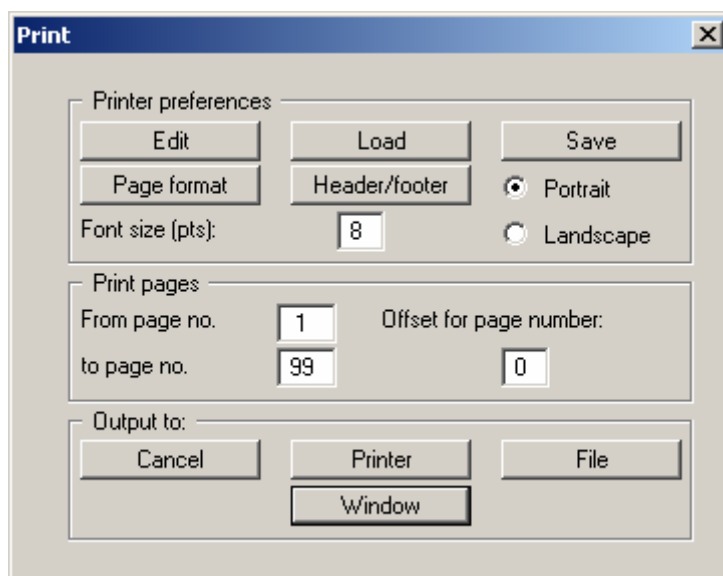 Print
Printer preferences
Edit Load Save
Page format Header/footer Portrait
Font size (pts): 8 Landscape
Print pages
From page no. 1 Offset for page number:
to page no. 99 0
Output to:
Cancel Printer File
Window